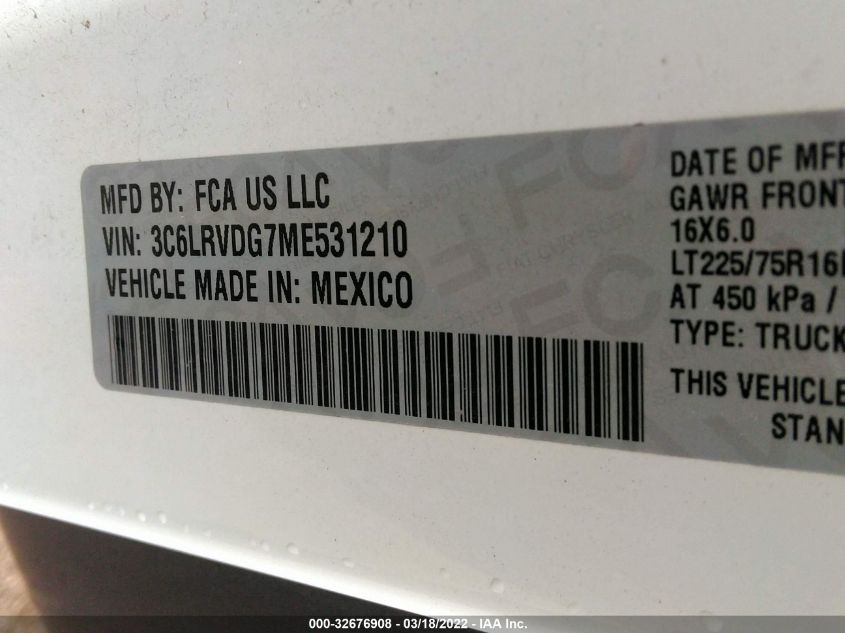 MFD BY: FCA US LLC
VIN: 3C6LRVDG7ME531210
VEHICLE MADE IN: MEXICO
DATE OF MFR
GAWR FRONT
16X6.0
LT225/75R16
AT 450 kPa /
TYPE: TRUCK
THIS VEHICLE
STAN
000-32676908 - 03/18/2022 - IAA Inc.